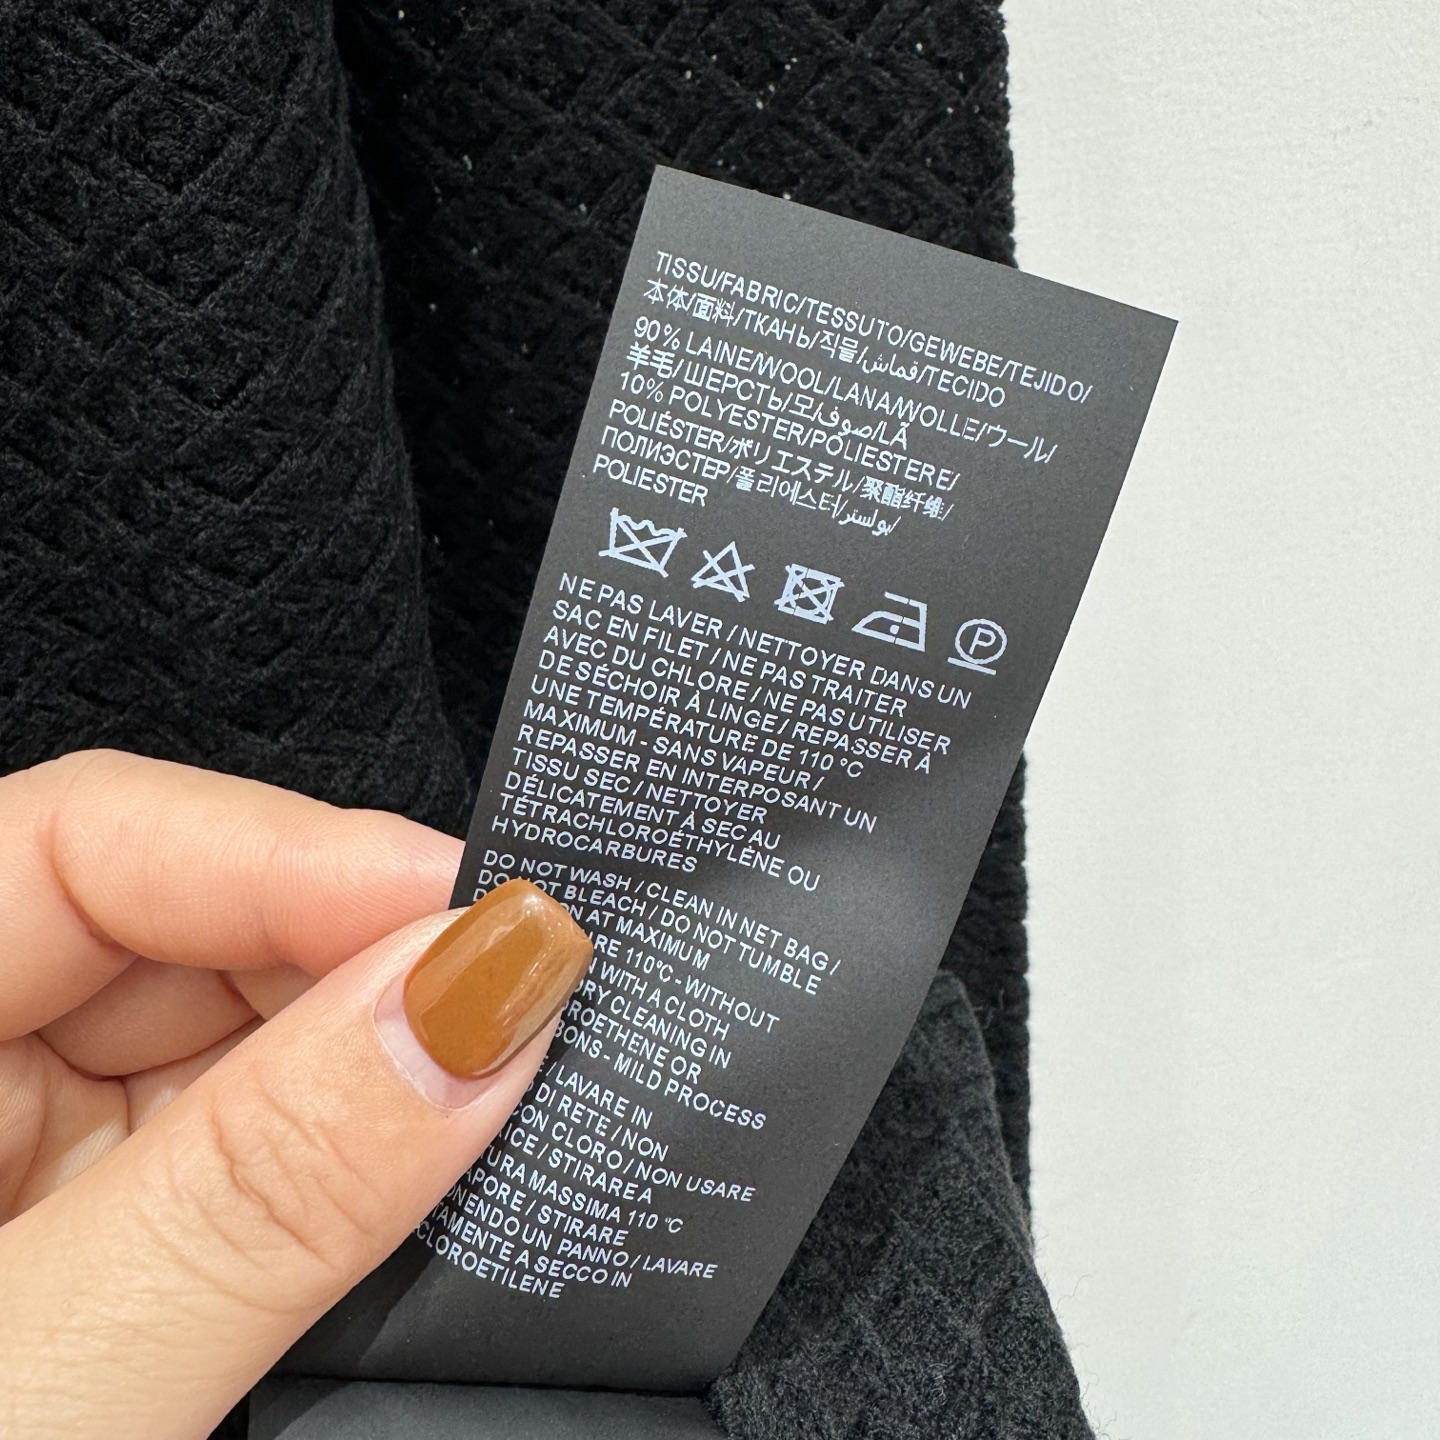 TISSU/FABRIC/TESSUTO/GEWEBE/TEJIDO/
本体/面料/ТКАНЬ/직물/قماش/TECIDO
90% LAINE/WOOL/LANA/WOLLE/ウール/
羊毛/ШЕРСТЬ/모/صوف/LÃ
10% POLYESTER/POLIESTERE/
POLIÉSTER/ポリエステル/聚酯纤维/
ПОЛИЭСТЕР/폴리에스터/بولستر/
POLIESTER
P
NE PAS LAVER / NETTOYER DANS UN
SAC EN FILET / NE PAS TRAITER
AVEC DU CHLORE / NE PAS UTILISER
DE SÉCHOIR À LINGE / REPASSER À
UNE TEMPÉRATURE DE 110 °C
MAXIMUM - SANS VAPEUR /
REPASSER EN INTERPOSANT UN
TISSU SEC / NETTOYER
DÉLICATEMENT À SEC AU
TÉTRACHLOROÉTHYLÈNE OU
HYDROCARBURES
DO NOT WASH / CLEAN IN NET BAG /
DO NOT BLEACH / DO NOT TUMBLE
AT MAXIMUM
110°C - WITHOUT
WITH A CLOTH
DRY CLEANING IN
OR
- MILD PROCESS
/ LAVARE IN
DI RETE / NON
CON CLORO / NON USARE
/ STIRARE A
MASSIMA 110 °C
/ STIRARE
UN PANNO / LAVARE
A SECCO IN